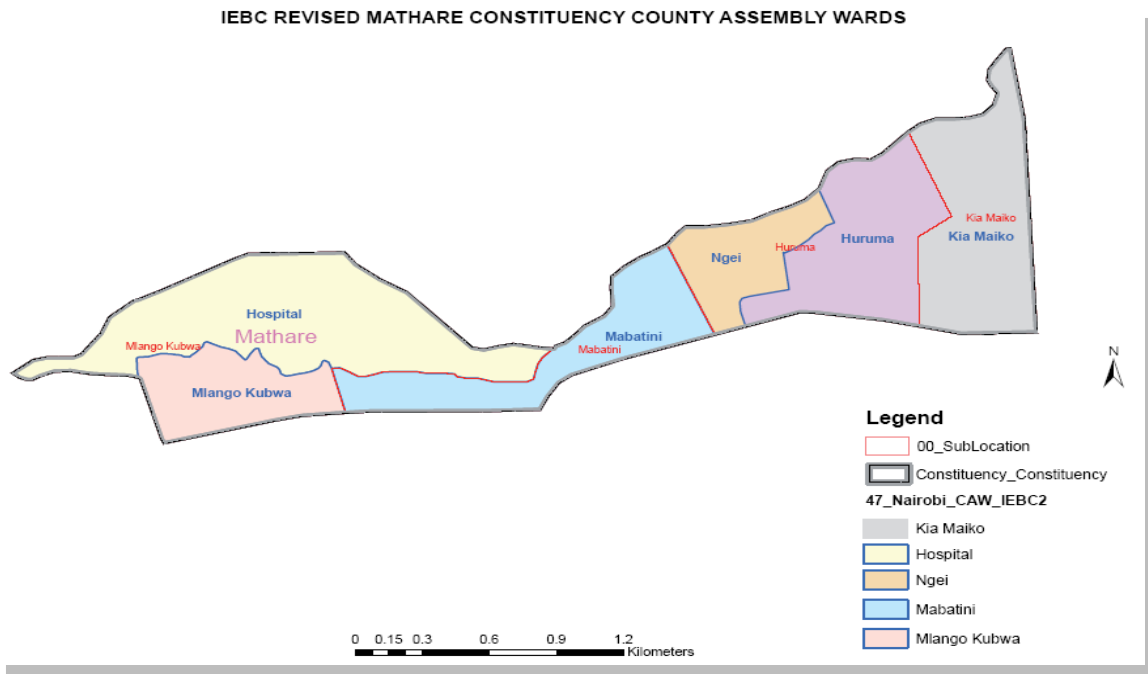 IEBC REVISED MATHARE CONSTITUENCY COUNTY ASSEMBLY WARDS
Kia Maiko
Kia Maiko
Huruma
Huruma
Ngei
Hospital
Mathare
Mabatini
Mabatini
Mlango Kubwa
Mlango Kubwa
N
Legend
00_SubLocation
Constituency_Constituency
47_Nairobi_CAW_IEBC2
Kia Maiko
Hospital
Ngei
Mabatini
Mlango Kubwa
0 0.15 0.3 0.6 0.9 1.2
Kilometers